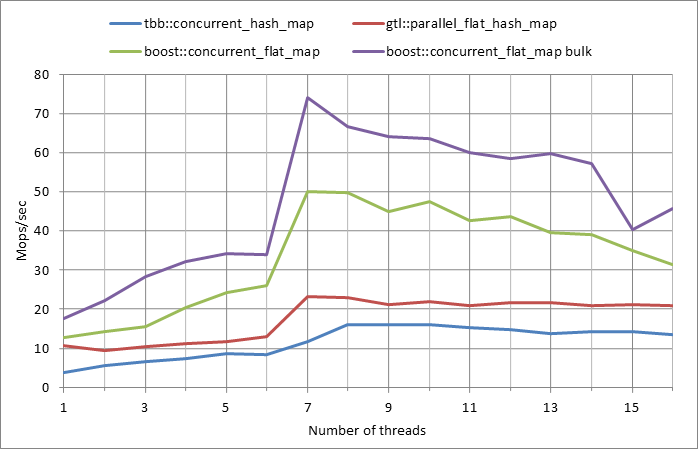 tbb::concurrent_hash_map gtl::parallel_flat_hash_map
boost::concurrent_flat_map boost::concurrent_flat_map bulk
80
70
60
50
40
30
20
10
0
Mops/sec
1 3 5 7 9 11 13 15
Number of threads